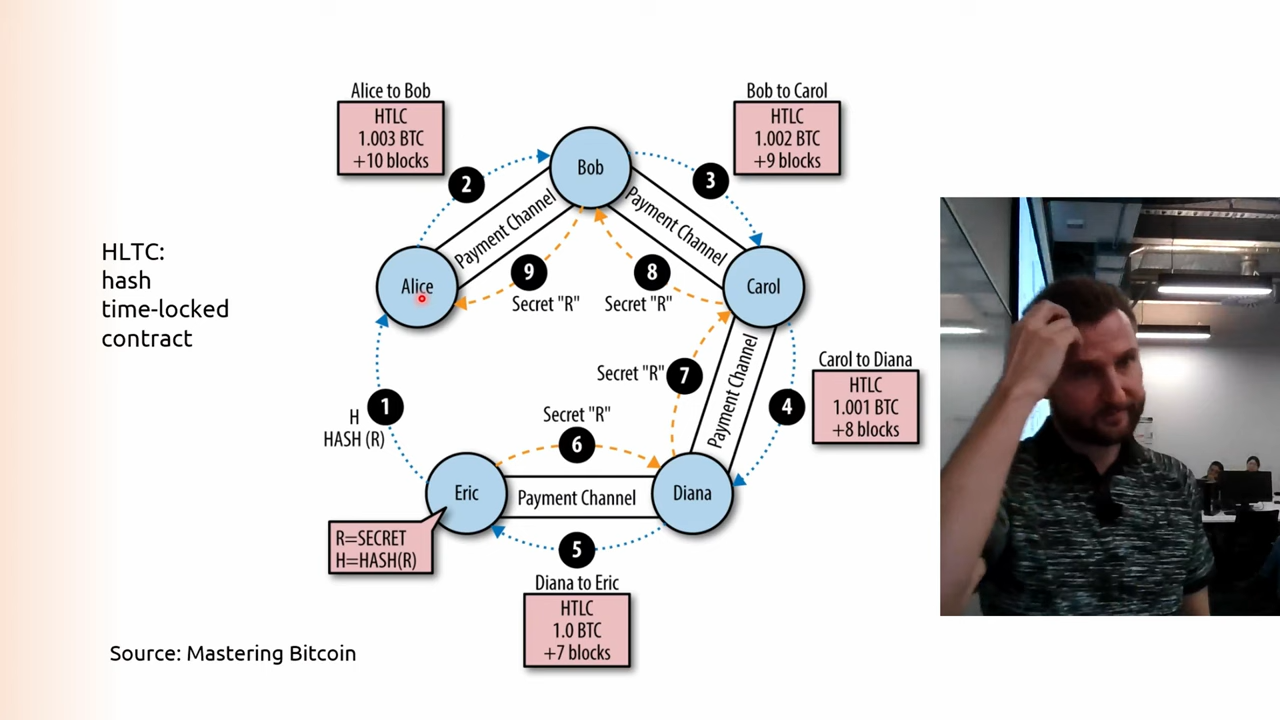 Alice to Bob
HTLC
1.003 BTC
+10 blocks
Bob to Carol
HTLC
1.002 BTC
+9 blocks
Bob
2
3
Payment Channel
Payment Channel
HLTC:
hash
time-locked
contract
Alice
9
8
Carol
Secret "R"
Secret "R"
Secret "R"
7
Payment Channel
Carol to Diana
HTLC
1.001 BTC
+8 blocks
4
H
HASH (R)
1
Secret "R"
6
Eric
Payment Channel
Diana
R=SECRET
H=HASH(R)
5
Diana to Eric
HTLC
1.0 BTC
+7 blocks
Source: Mastering Bitcoin